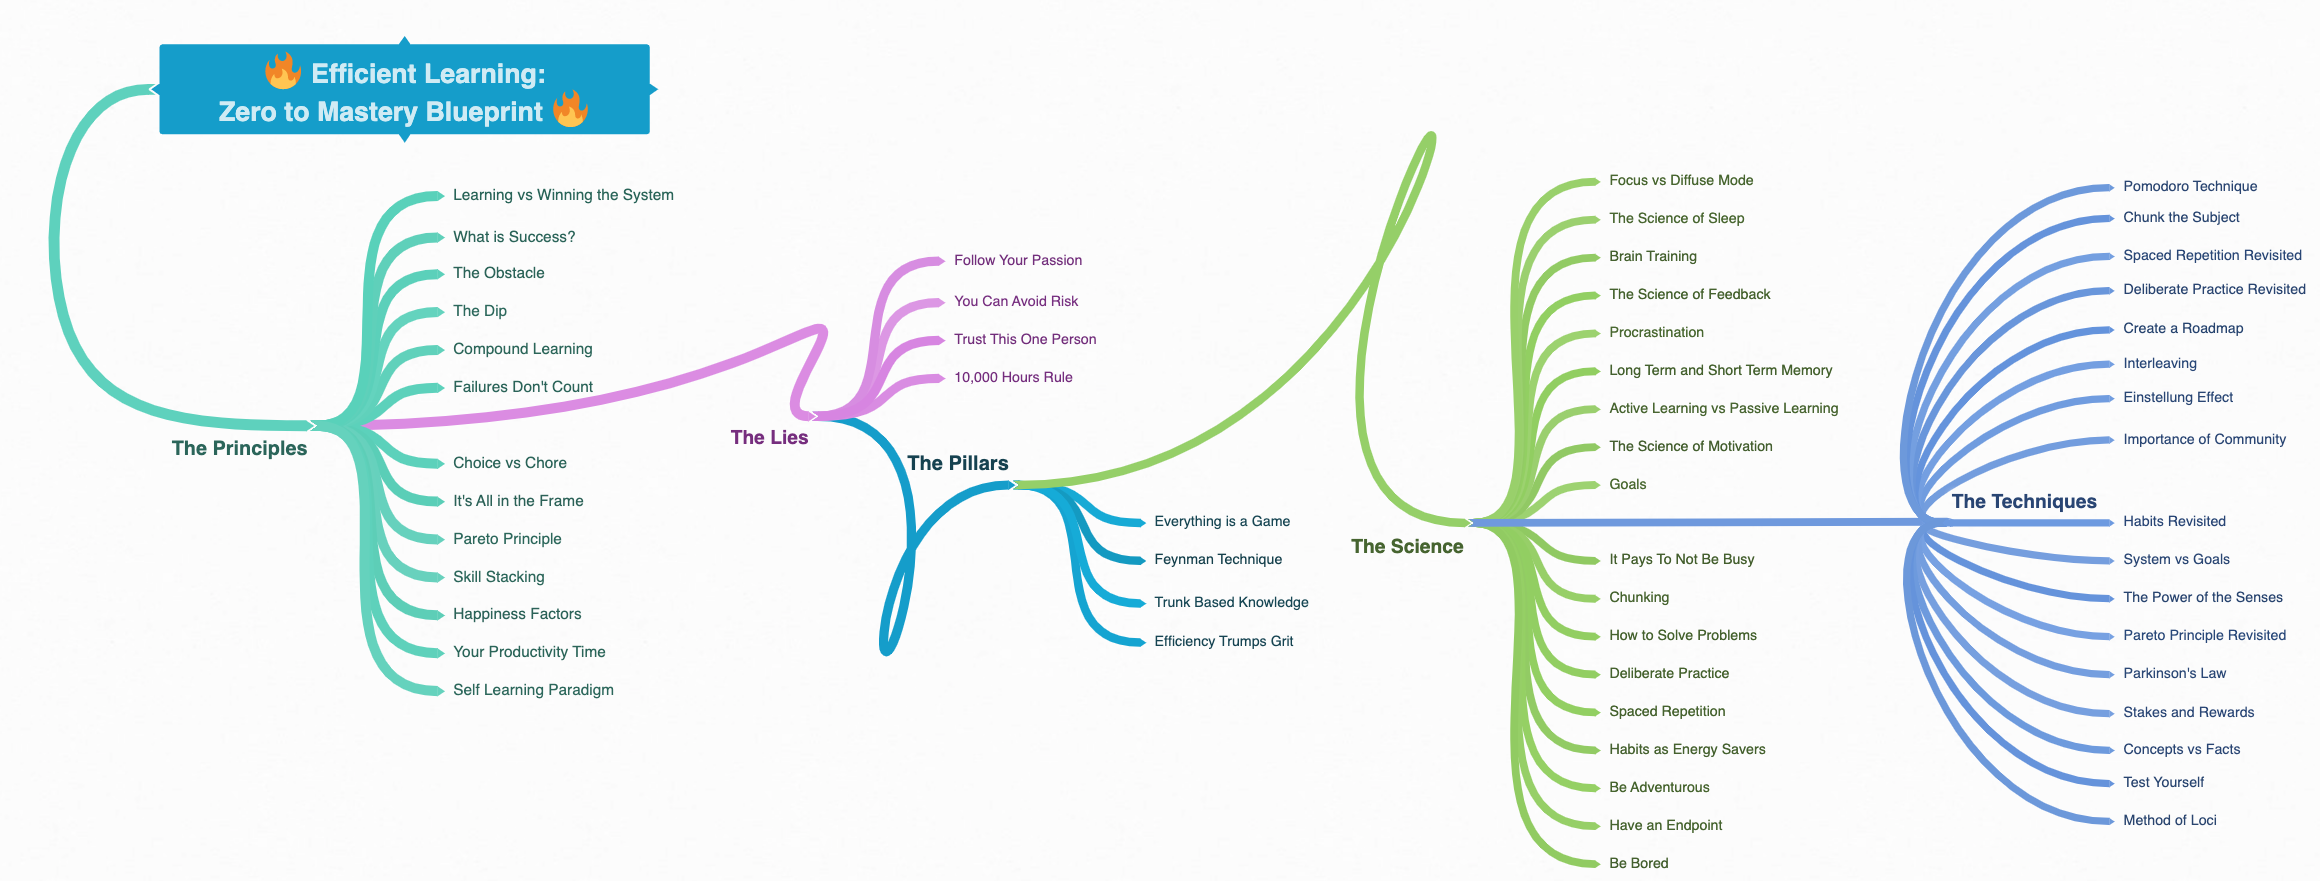 🔥 Efficient Learning:
Zero to Mastery Blueprint 🔥
The Principles
Learning vs Winning the System
What is Success?
The Obstacle
The Dip
Compound Learning
Failures Don't Count
Choice vs Chore
It's All in the Frame
Pareto Principle
Skill Stacking
Happiness Factors
Your Productivity Time
Self Learning Paradigm
The Lies
Follow Your Passion
You Can Avoid Risk
Trust This One Person
10,000 Hours Rule
The Pillars
Everything is a Game
Feynman Technique
Trunk Based Knowledge
Efficiency Trumps Grit
The Science
Focus vs Diffuse Mode
The Science of Sleep
Brain Training
The Science of Feedback
Procrastination
Long Term and Short Term Memory
Active Learning vs Passive Learning
The Science of Motivation
Goals
It Pays To Not Be Busy
Chunking
How to Solve Problems
Deliberate Practice
Spaced Repetition
Habits as Energy Savers
Be Adventurous
Have an Endpoint
Be Bored
The Techniques
Pomodoro Technique
Chunk the Subject
Spaced Repetition Revisited
Deliberate Practice Revisited
Create a Roadmap
Interleaving
Einstellung Effect
Importance of Community
Habits Revisited
System vs Goals
The Power of the Senses
Pareto Principle Revisited
Parkinson's Law
Stakes and Rewards
Concepts vs Facts
Test Yourself
Method of Loci